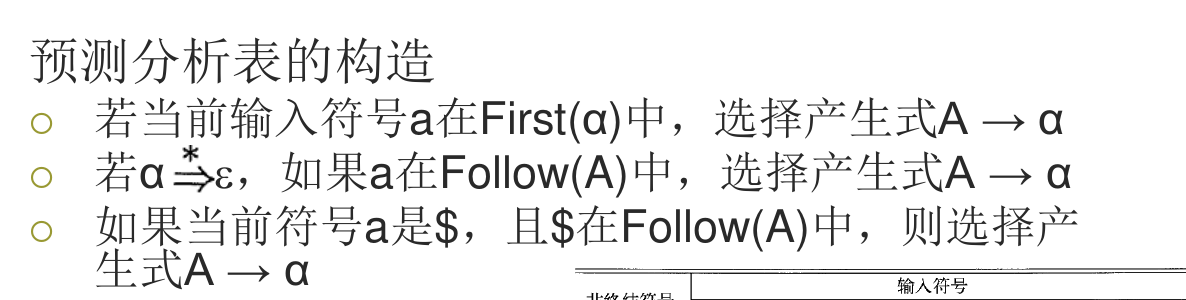 预测分析表的构造
若当前输入符号a在First(α)中，选择产生式A → α
若α ⇒* ε，如果a在Follow(A)中，选择产生式A → α
如果当前符号a是$，且$在Follow(A)中，则选择产
生式A → α
输入符号
非终结符号